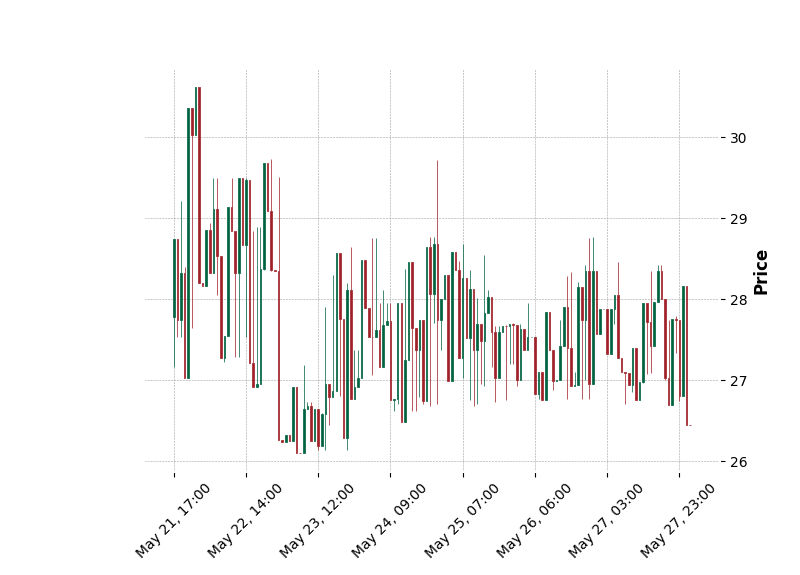 30
29
28
27
26
Price
May 21, 17:00
May 22, 14:00
May 23, 12:00
May 24, 09:00
May 25, 07:00
May 26, 06:00
May 27, 03:00
May 27, 23:00